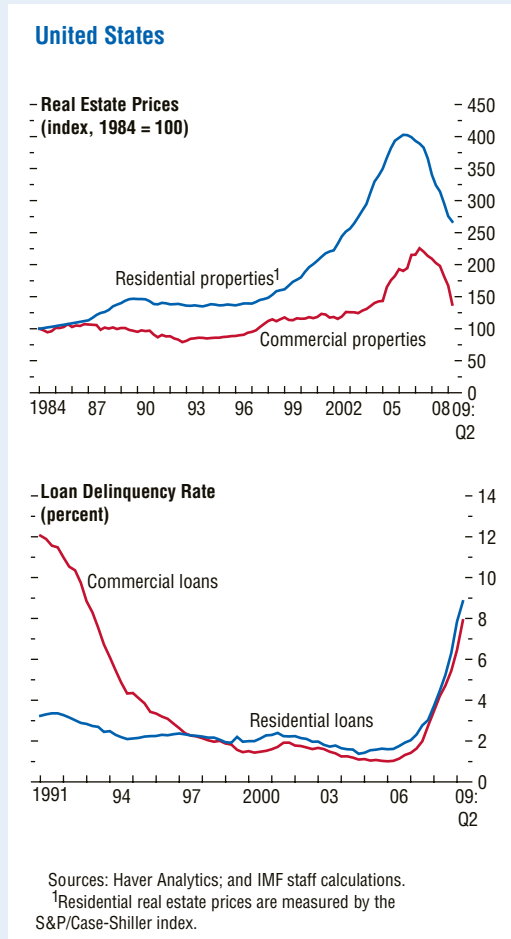 United States
Real Estate Prices
(index, 1984 = 100)
450
400
350
300
250
200
150
100
50
0
Residential properties1
Commercial properties
1984 87 90 93 96 99 2002 05 08 09:
Q2
Loan Delinquency Rate
(percent)
14
12
10
8
6
4
2
0
Commercial loans
Residential loans
1991 94 97 2000 03 06 09:
Q2
Sources: Haver Analytics; and IMF staff calculations.
1Residential real estate prices are measured by the
S&P/Case-Shiller index.